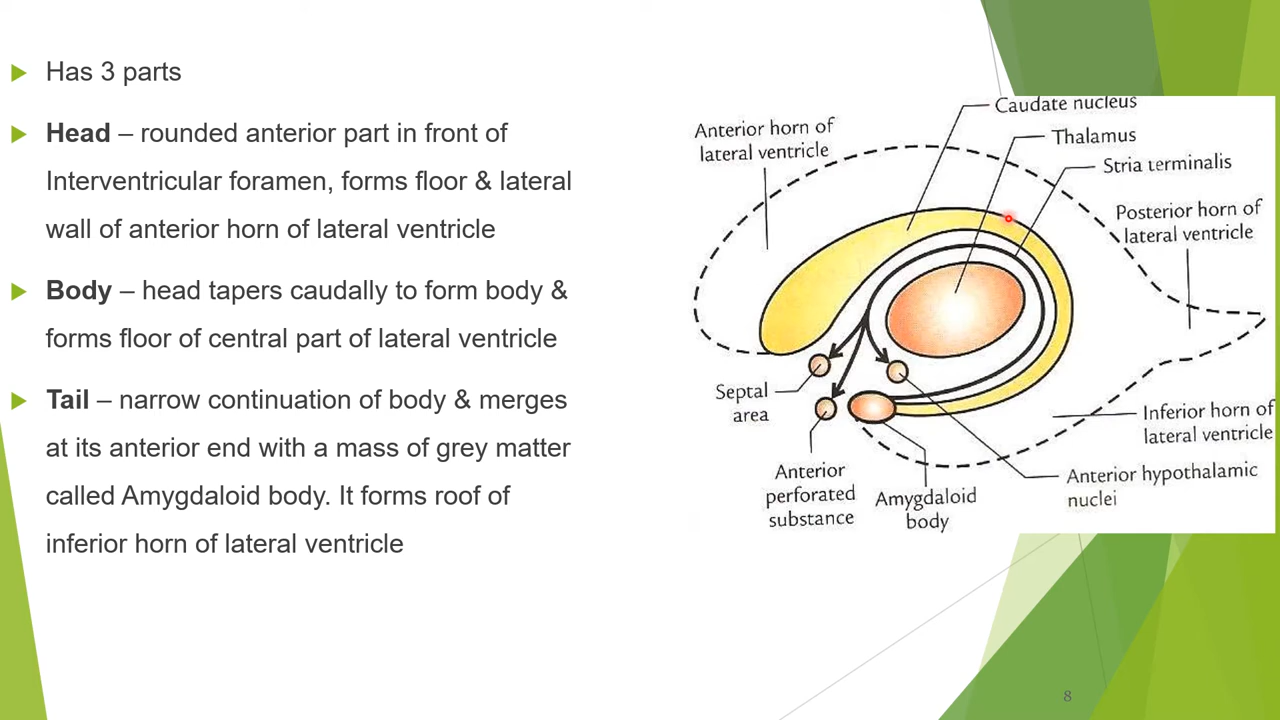 Has 3 parts
Head – rounded anterior part in front of
Interventricular foramen, forms floor & lateral
wall of anterior horn of lateral ventricle
Body – head tapers caudally to form body &
forms floor of central part of lateral ventricle
Tail – narrow continuation of body & merges
at its anterior end with a mass of grey matter
called Amygdaloid body. It forms roof of
inferior horn of lateral ventricle
Caudate nucleus
Anterior horn of
lateral ventricle
Thalamus
Stria terminalis
Posterior horn of
lateral ventricle
Septal
area
Inferior horn of
lateral ventricle
Anterior
perforated
substance
Amygdaloid
body
Anterior hypothalamic
nuclei
8